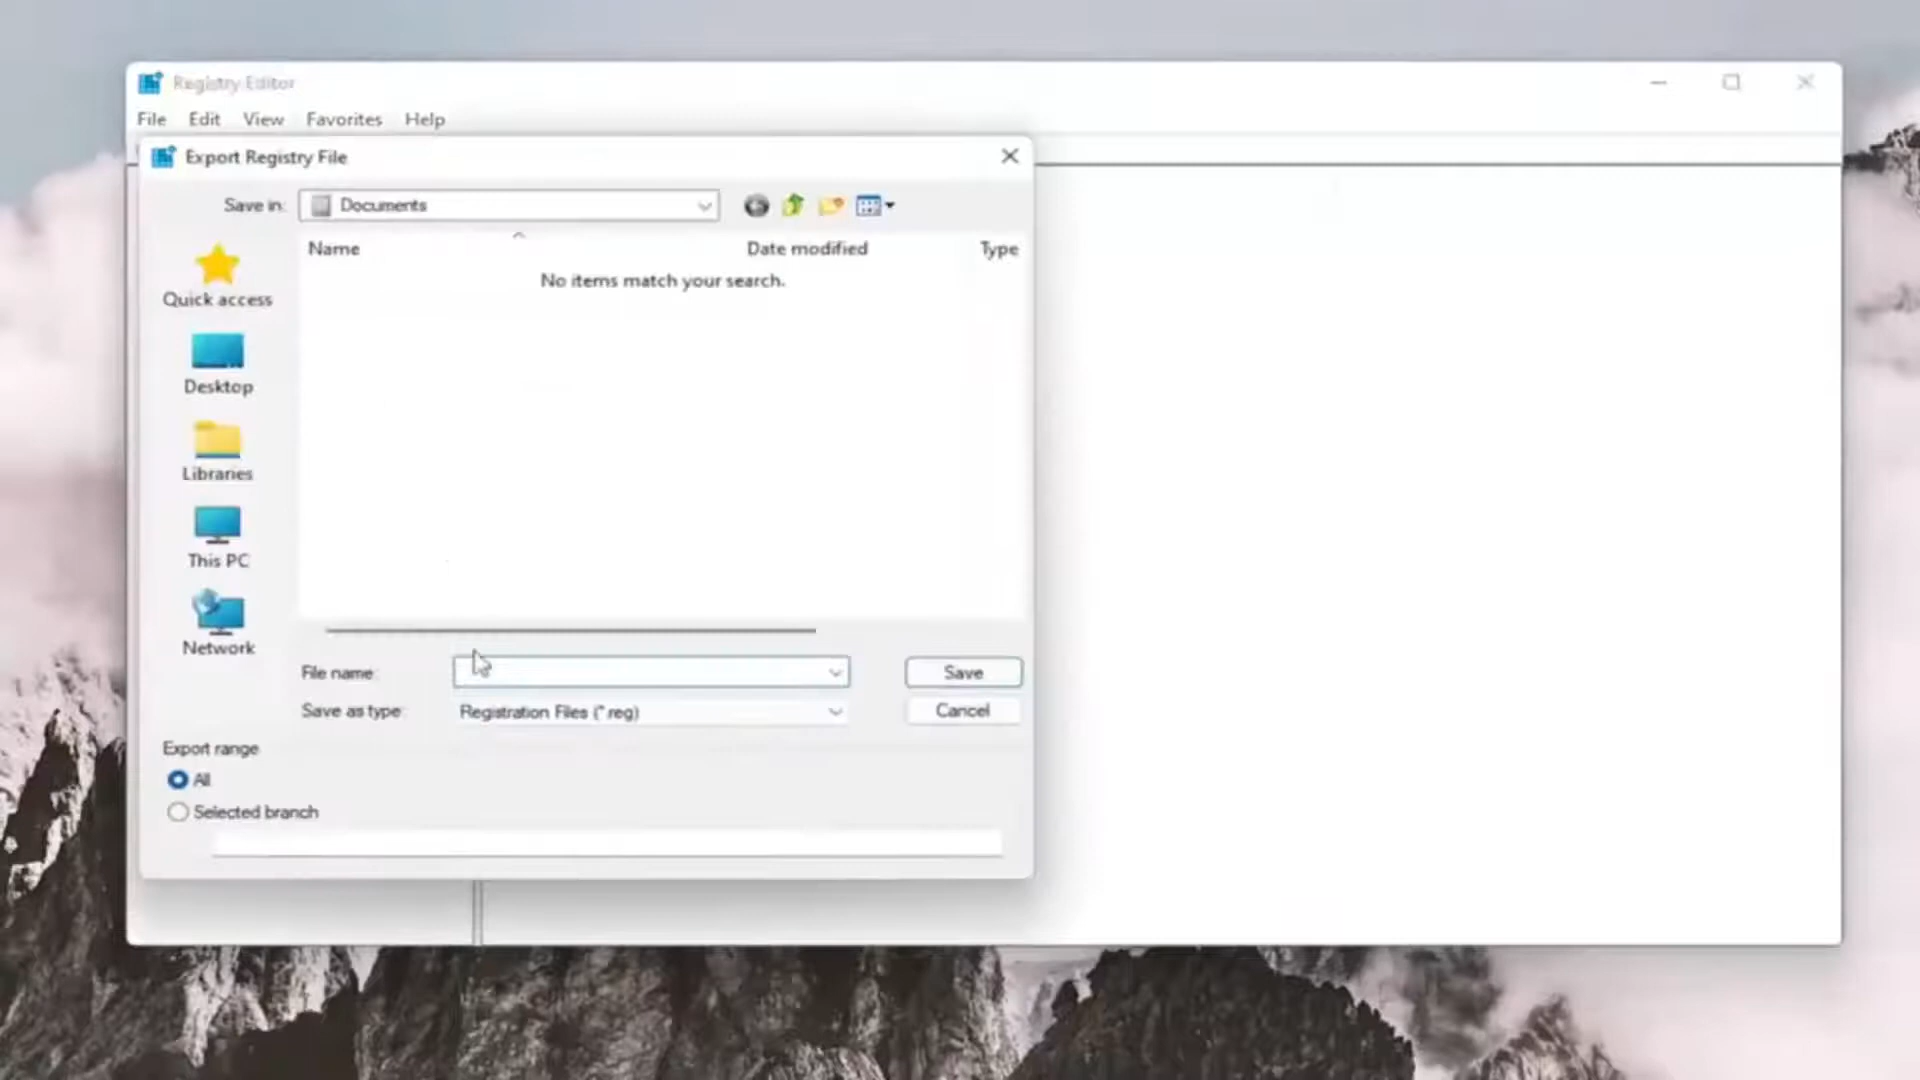 Registry Editor
File Edit View Favorites Help
Export Registry File
Save in: Documents
Name Date modified Type
No items match your search.
Quick access
Desktop
Libraries
This PC
Network
File name: Save
Save as type: Registration Files (*.reg) Cancel
Export range
All
Selected branch